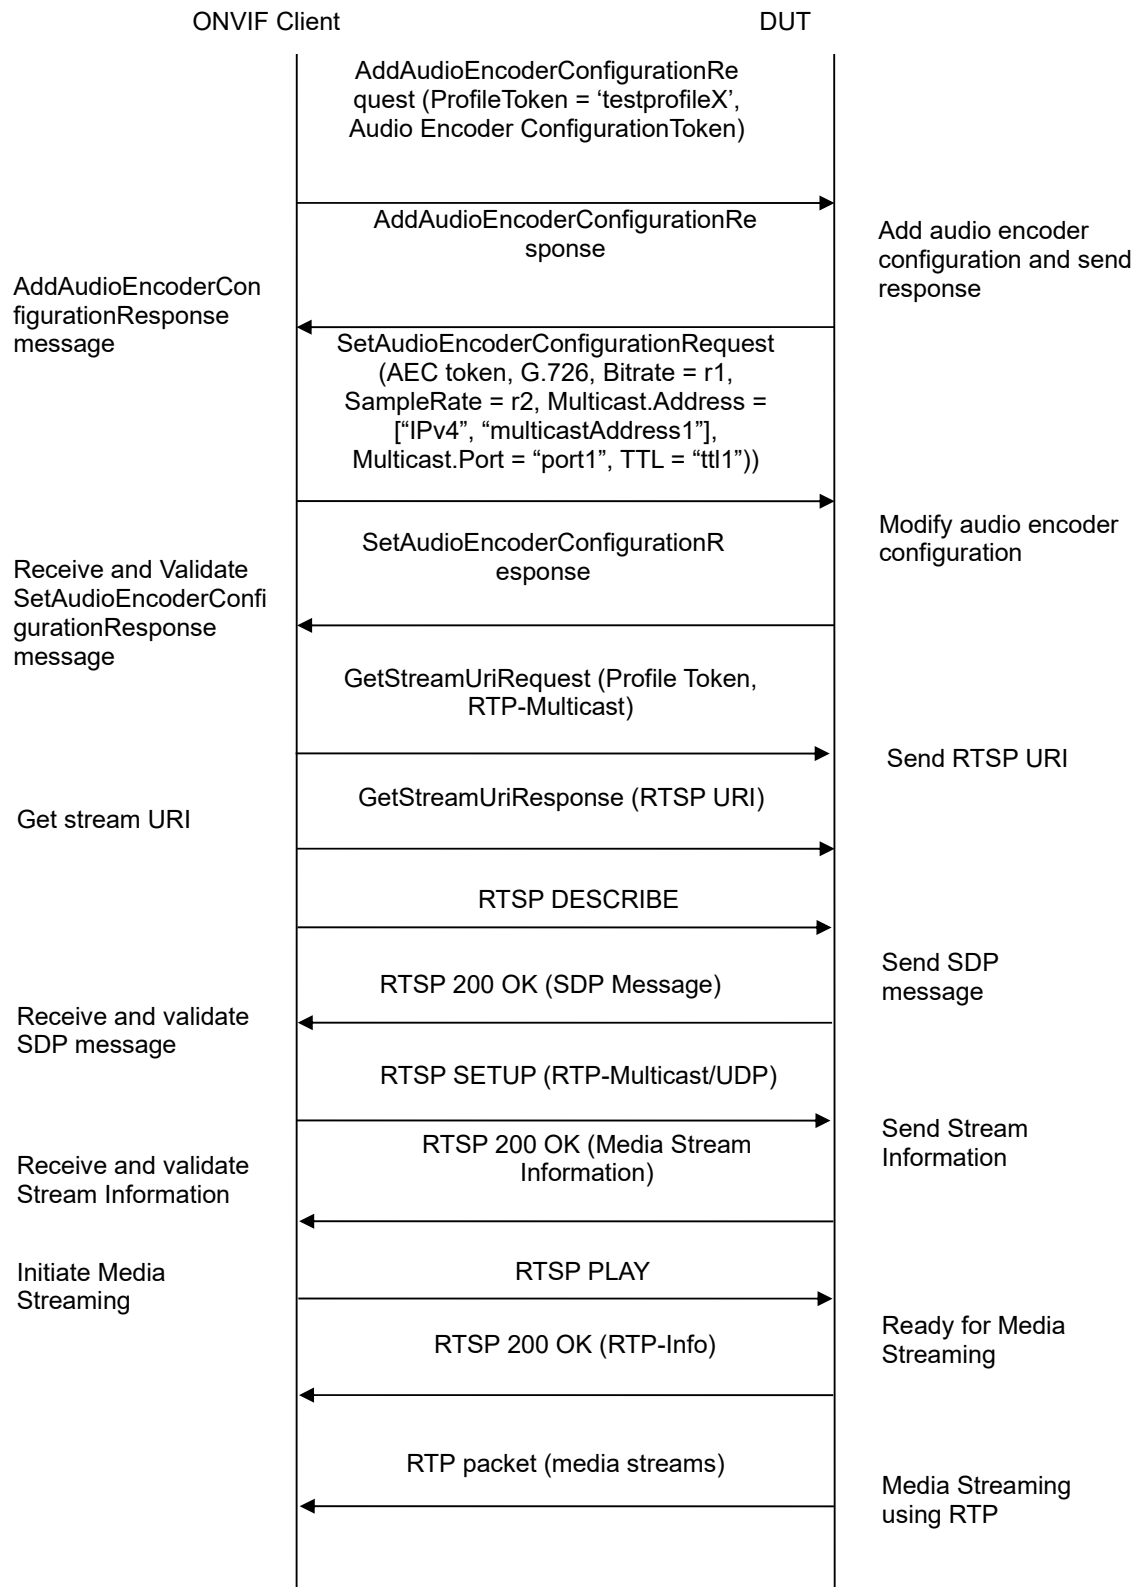 ONVIF Client
DUT
AddAudioEncoderConfigurationRe
quest (ProfileToken = ‘testprofileX’,
Audio Encoder ConfigurationToken)
AddAudioEncoderConfigurationRe
sponse
Add audio encoder
configuration and send
response
AddAudioEncoderCon
figurationResponse
message
SetAudioEncoderConfigurationRequest
(AEC token, G.726, Bitrate = r1,
SampleRate = r2, Multicast.Address =
[“IPv4”, “multicastAddress1”],
Multicast.Port = “port1”, TTL = “ttl1”))
Modify audio encoder
configuration
SetAudioEncoderConfigurationR
esponse
Receive and Validate
SetAudioEncoderConfi
gurationResponse
message
GetStreamUriRequest (Profile Token,
RTP-Multicast)
Send RTSP URI
GetStreamUriResponse (RTSP URI)
Get stream URI
RTSP DESCRIBE
Send SDP
message
RTSP 200 OK (SDP Message)
Receive and validate
SDP message
RTSP SETUP (RTP-Multicast/UDP)
Send Stream
Information
RTSP 200 OK (Media Stream
Information)
Receive and validate
Stream Information
Initiate Media
Streaming
RTSP PLAY
Ready for Media
Streaming
RTSP 200 OK (RTP-Info)
RTP packet (media streams)
Media Streaming
using RTP